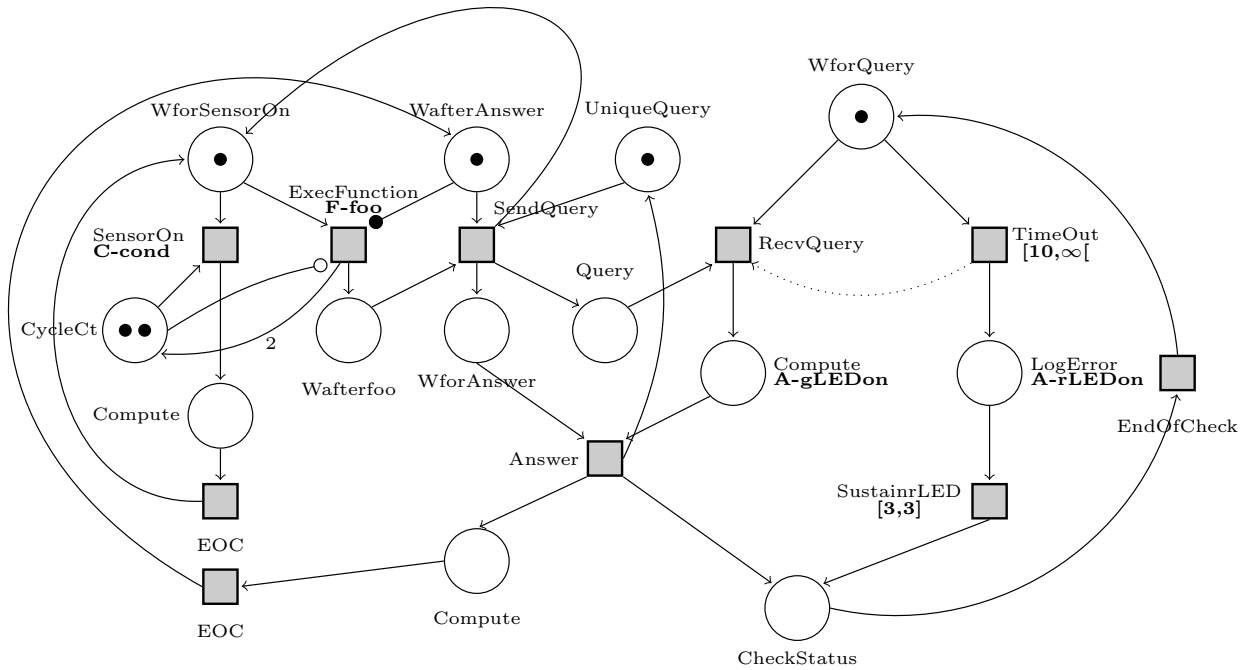 WforQuery
WforSensorOn
WafterAnswer
UniqueQuery
ExecFunction
F-foo
SendQuery
SensorOn
C-cond
RecvQuery
TimeOut
[10,∞[
Query
CycleCt
2
Wafterfoo
WforAnswer
Compute
A-gLEDon
LogError
A-rLEDon
Compute
EndOfCheck
Answer
SustainrLED
[3,3]
EOC
Compute
EOC
CheckStatus